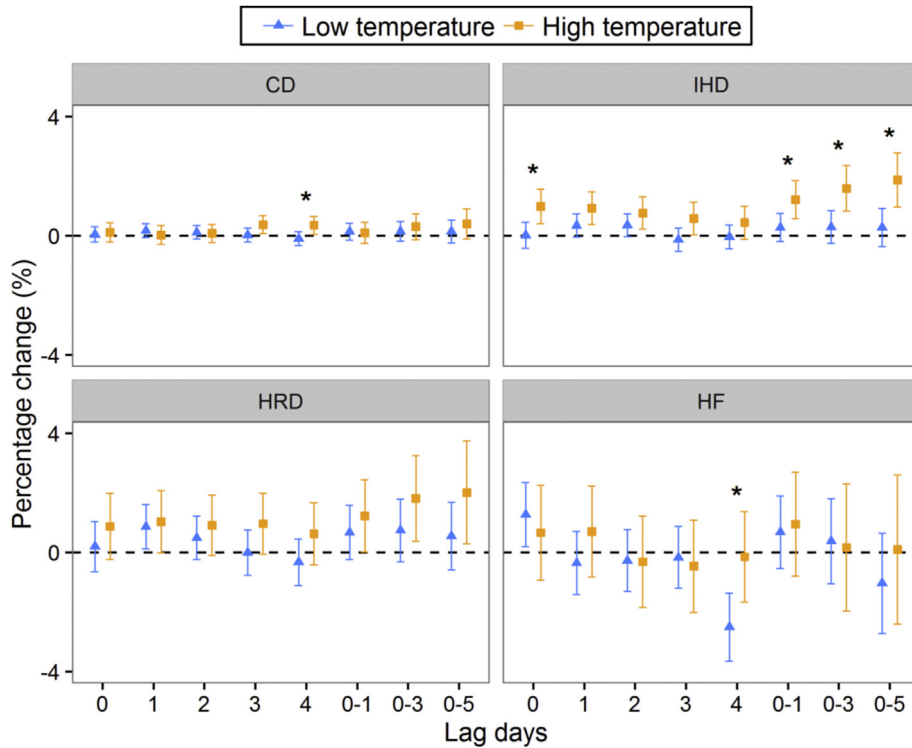 Low temperature High temperature
CD IHD
4
*
* * * *
0
-4
HRD HF
4
*
0
-4
0 1 2 3 4 0-1 0-3 0-5 0 1 2 3 4 0-1 0-3 0-5
Percentage change (%)
Lag days